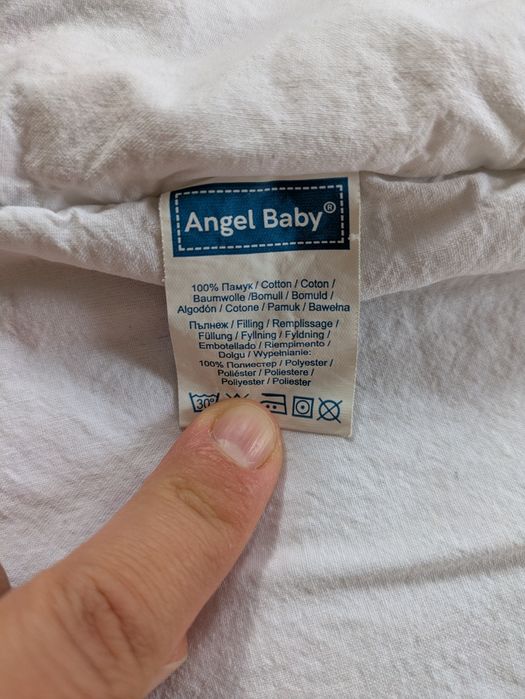 Angel Baby®
100% Памук / Cotton / Coton /
Baumwolle /Bomull / Bomuld /
Algodón / Cotone / Pamuk / Bawełna
Пълнеж / Filling / Remplissage /
Füllung / Fyllning / Fyldning /
Embotellado / Riempimento /
Dolgu / Wypełnianie:
100% Полиестер / Polyester /
Poliéster / Poliestere /
Poliyester / Poliester
30°